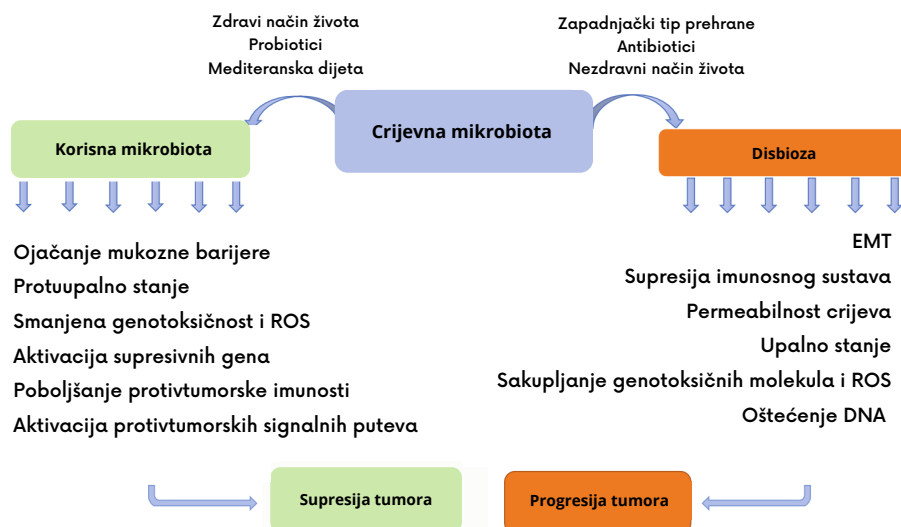 Zdravi način života
Probiotici
Mediteranska dijeta
Zapadnjački tip prehrane
Antibiotici
Nezdravni način života
Crijevna mikrobiota
Korisna mikrobiota
Disbioza
Ojačanje mukozne barijere
Protuupalno stanje
Smanjena genotoksičnost i ROS
Aktivacija supresivnih gena
Poboljšanje protivtumorske imunosti
Aktivacija protivtumorskih signalnih puteva
EMT
Supresija imunosnog sustava
Permeabilnost crijeva
Upalno stanje
Sakupljanje genotoksičnih molekula i ROS
Oštećenje DNA
Supresija tumora
Progresija tumora